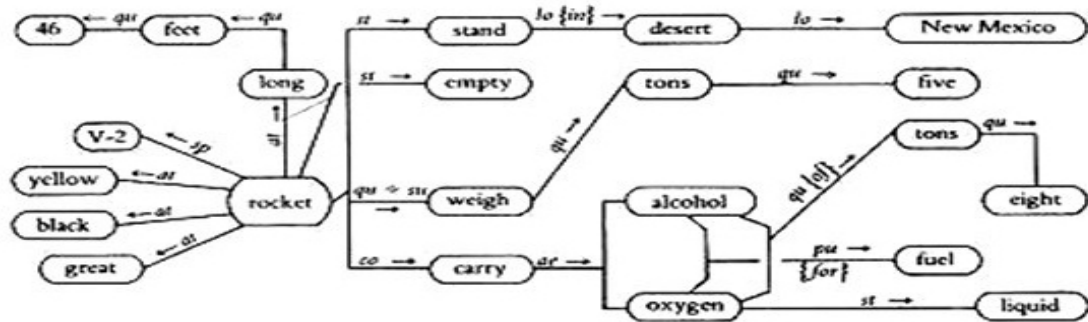 46 ← qu feet ← qu st → stand lo {in} → desert lo → New Mexico
long st → empty tons qu → five
at →
V-2 ← sp qu → tons qu →
yellow ← at qu {of} →
rocket qu + su → weigh alcohol eight
black ← at
great ← at co → carry ar → pu → {for} fuel
oxygen st → liquid